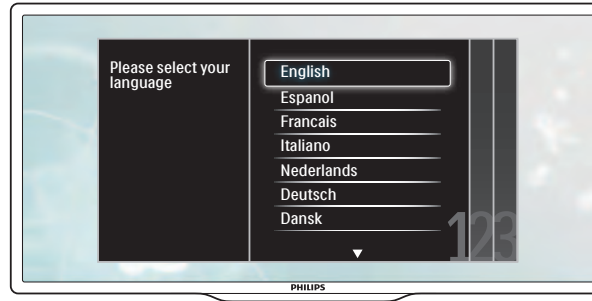 Please select your
language
English
Espanol
Francais
Italiano
Nederlands
Deutsch
Dansk
123
PHILIPS